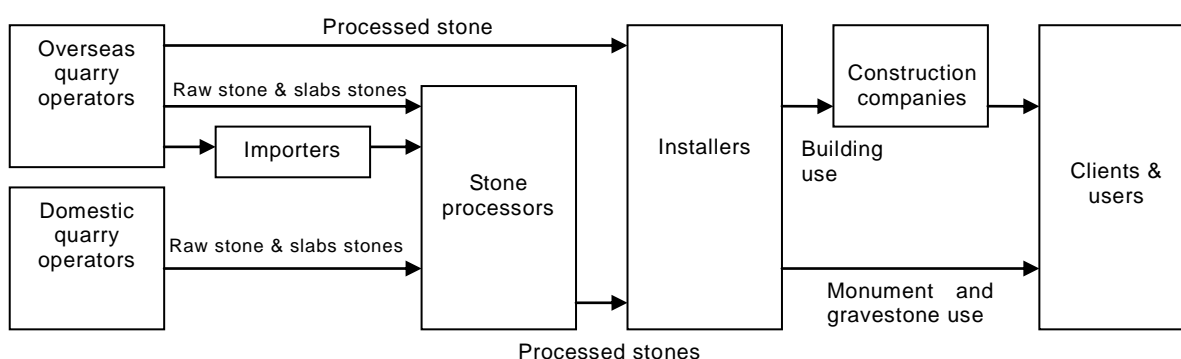 Processed stone
Overseas
quarry
operators
Raw stone & slabs stones
Importers
Domestic
quarry
operators
Raw stone & slabs stones
Stone
processors
Processed stones
Installers
Construction
companies
Building
use
Monument and
gravestone use
Clients &
users